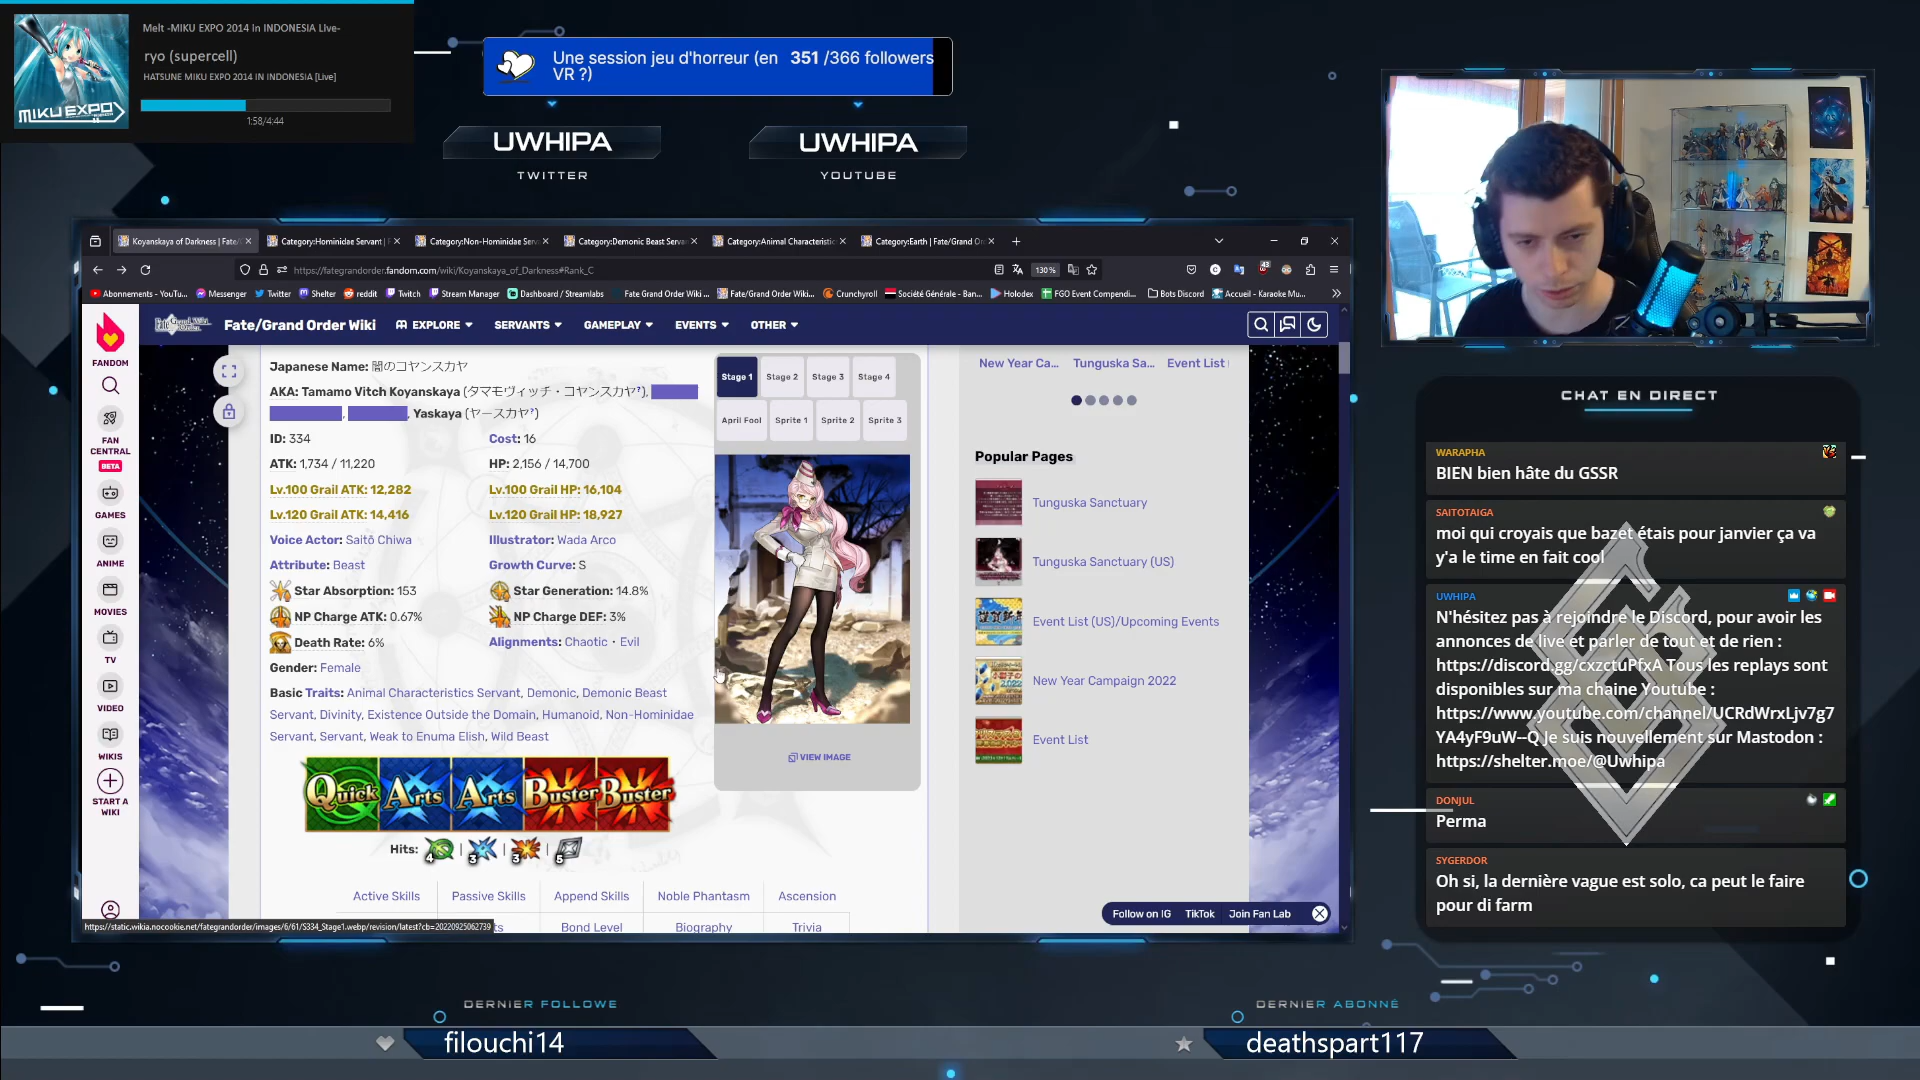 Melt -MIKU EXPO 2014 In INDONESIA LIve-
ryo (supercell)
HATSUNE MIKU EXPO 2014 IN INDONESIA [Live]
MIKU EXPO
1:58/4:44
Une session jeu d'horreur (en VR ?)
351 /366 followers
UWHIPA
TWITTER
UWHIPA
YOUTUBE
Koyanskaya of Darkness | Fate/
Category:Hominidae Servant | F
Category:Non-Hominidae Serv
Category:Demonic Beast Serva
Category:Animal Characteristic
Category:Earth | Fate/Grand Or
https://fategrandorder.fandom.com/wiki/Koyanskaya_of_Darkness#Rank_C
130 %
43
Abonnements - YouTu...
Messenger
Twitter
Shelter
reddit
Twitch
Stream Manager
Dashboard / Streamlabs
Fate Grand Order Wiki ...
Fate/Grand Order Wiki...
Crunchyroll
Société Générale - Ban...
Holodex
FGO Event Compendi...
Bots Discord
Accueil - Karaoke Mu...
FANDOM
FAN CENTRAL
BETA
GAMES
ANIME
MOVIES
TV
VIDEO
WIKIS
START A WIKI
Fate/Grand Order Wiki
EXPLORE
SERVANTS
GAMEPLAY
EVENTS
OTHER
Japanese Name: 闇のコヤンスカヤ
AKA: Tamamo Vitch Koyanskaya (タマモヴィッチ・コヤンスカヤ?),
, , Yaskaya (ヤースカヤ?)
ID: 334
Cost: 16
ATK: 1,734 / 11,220
HP: 2,156 / 14,700
Lv.100 Grail ATK: 12,282
Lv.100 Grail HP: 16,104
Lv.120 Grail ATK: 14,416
Lv.120 Grail HP: 18,927
Voice Actor: Saitō Chiwa
Illustrator: Wada Arco
Attribute: Beast
Growth Curve: S
Star Absorption: 153
Star Generation: 14.8%
NP Charge ATK: 0.67%
NP Charge DEF: 3%
Death Rate: 6%
Alignments: Chaotic・Evil
Gender: Female
Basic Traits: Animal Characteristics Servant, Demonic, Demonic Beast
Servant, Divinity, Existence Outside the Domain, Humanoid, Non-Hominidae
Servant, Servant, Weak to Enuma Elish, Wild Beast
Quick Arts Arts Buster Buster
Hits: 4 | 3 | 3 | 5
Active Skills
Passive Skills
Append Skills
Noble Phantasm
Ascension
Bond Level
Biography
Trivia
https://static.wikia.nocookie.net/fategrandorder/images/6/61/S334_Stage1.webp/revision/latest?cb=20220925062739
Stage 1
Stage 2
Stage 3
Stage 4
April Fool
Sprite 1
Sprite 2
Sprite 3
VIEW IMAGE
New Year Ca...
Tunguska Sa...
Event List
Popular Pages
Tunguska Sanctuary
Tunguska Sanctuary (US)
Event List (US)/Upcoming Events
New Year Campaign 2022
Event List
Follow on IG
TikTok
Join Fan Lab
CHAT EN DIRECT
WARAPHA
BIEN bien hâte du GSSR
SAITOTAIGA
moi qui croyais que bazet étais pour janvier ça va
y'a le time en fait cool
UWHIPA
N'hésitez pas à rejoindre le Discord, pour avoir les
annonces de live et parler de tout et de rien :
https://discord.gg/cxzctuPfxA Tous les replays sont
disponibles sur ma chaine Youtube :
https://www.youtube.com/channel/UCRdWrxLjv7g7
YA4yF9uW--Q Je suis nouvellement sur Mastodon :
https://shelter.moe/@Uwhipa
DONJUL
Perma
SYGERDOR
Oh si, la dernière vague est solo, ca peut le faire
pour di farm
DERNIER FOLLOWE
filouchi14
DERNIER ABONNÉ
deathspart117